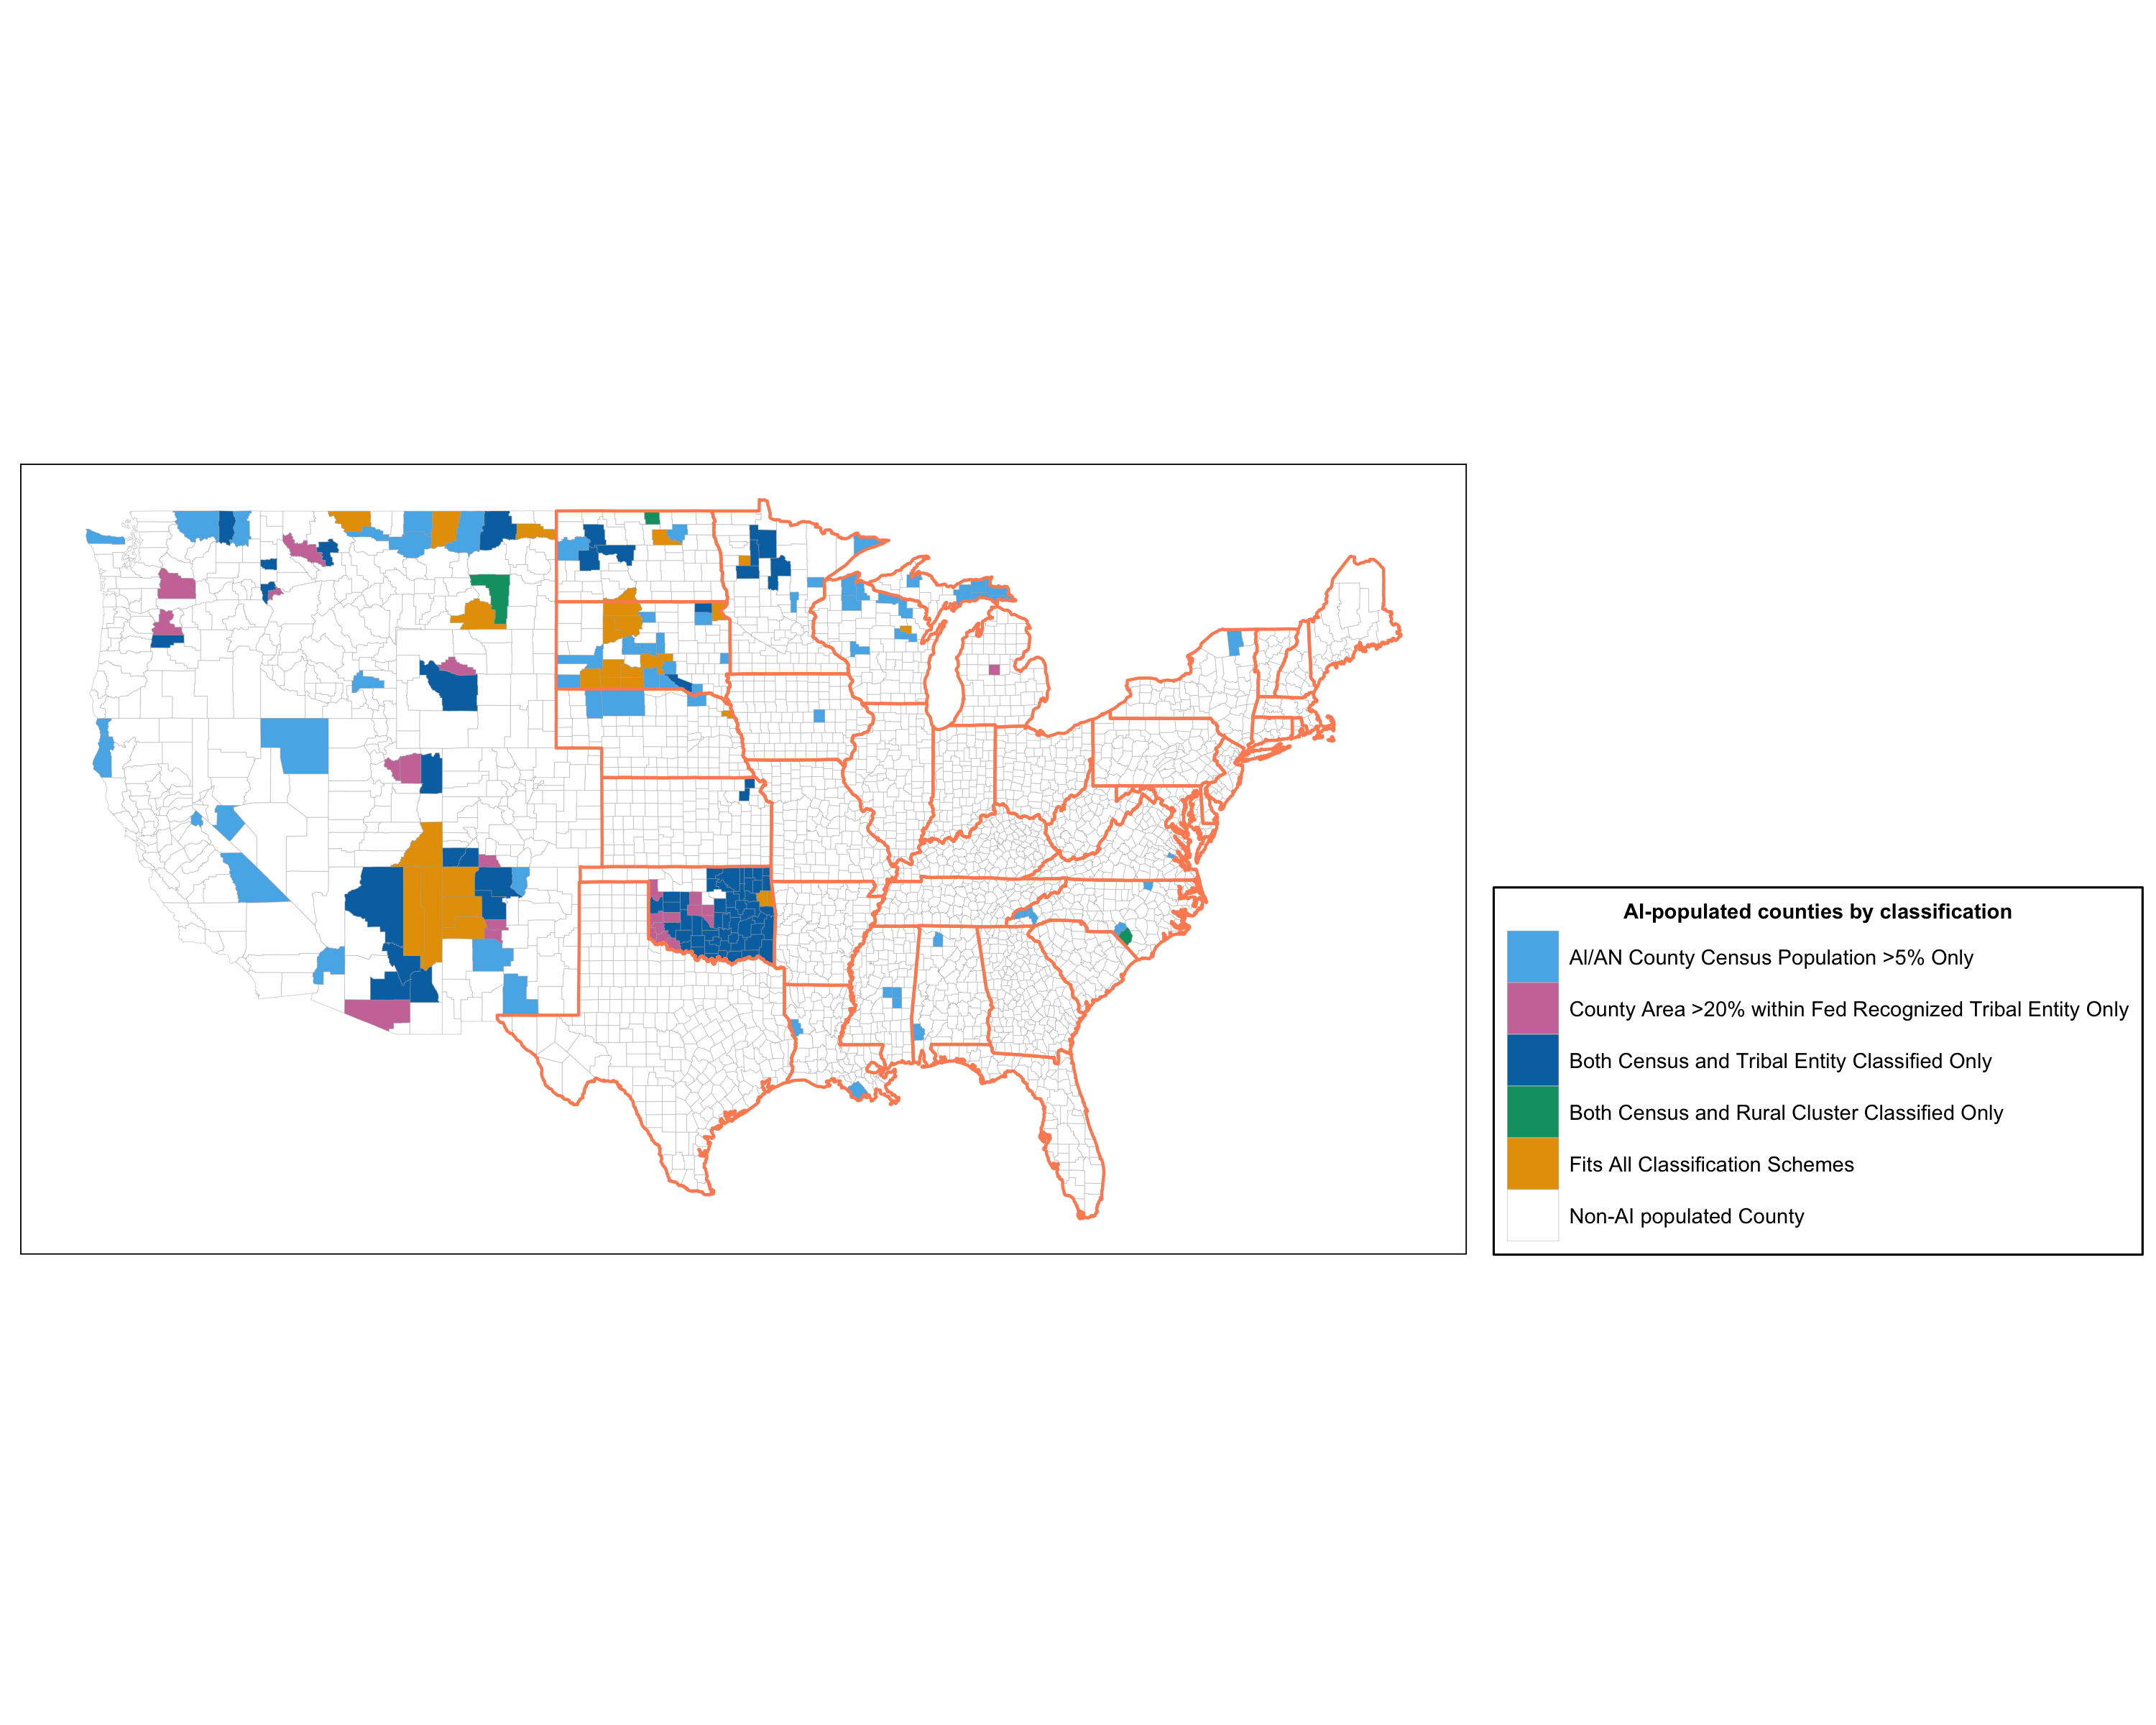 AI-populated counties by classification
AI/AN County Census Population >5% Only
County Area >20% within Fed Recognized Tribal Entity Only
Both Census and Tribal Entity Classified Only
Both Census and Rural Cluster Classified Only
Fits All Classification Schemes
Non-AI populated County